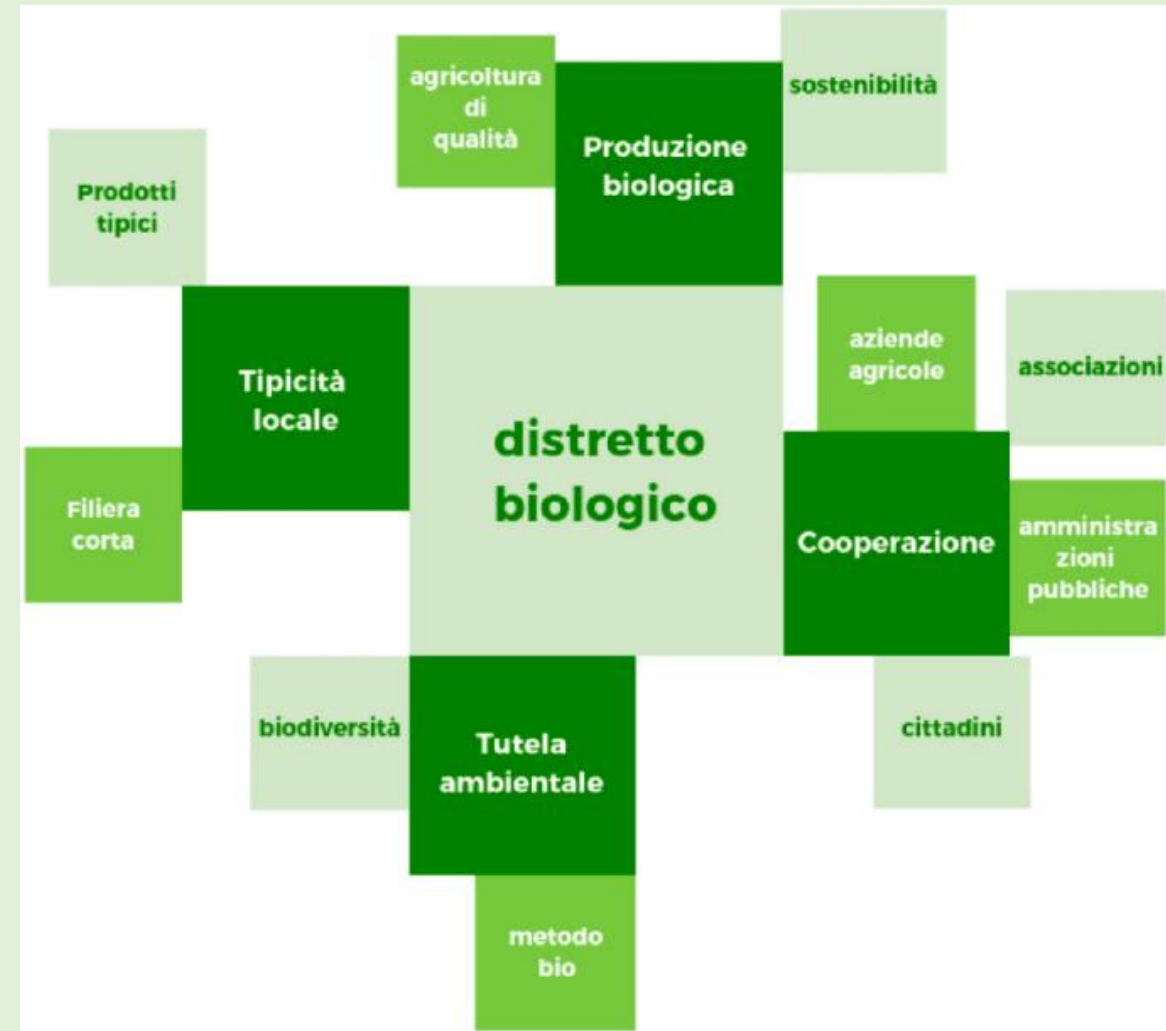 agricoltura
di
qualità
Produzione
biologica
sostenibilità
Prodotti
tipici
Tipicità
locale
Filiera
corta
distretto
biologico
aziende
agricole
associazioni
Cooperazione
amministra
zioni
pubbliche
cittadini
biodiversità
Tutela
ambientale
metodo
bio